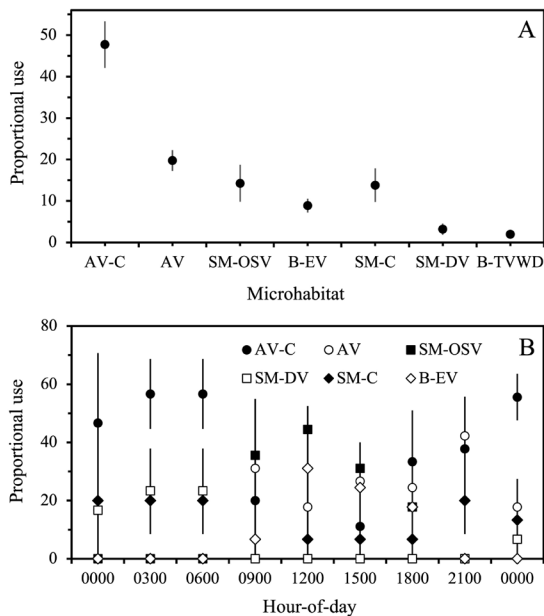 A
Proportional use
50
40
30
20
10
0
AV-C AV SM-OSV B-EV SM-C SM-DV B-TVWD
Microhabitat
B
AV-C AV SM-OSV
SM-DV SM-C B-EV
Proportional use
80
60
40
20
0
0000 0300 0600 0900 1200 1500 1800 2100 0000
Hour-of-day